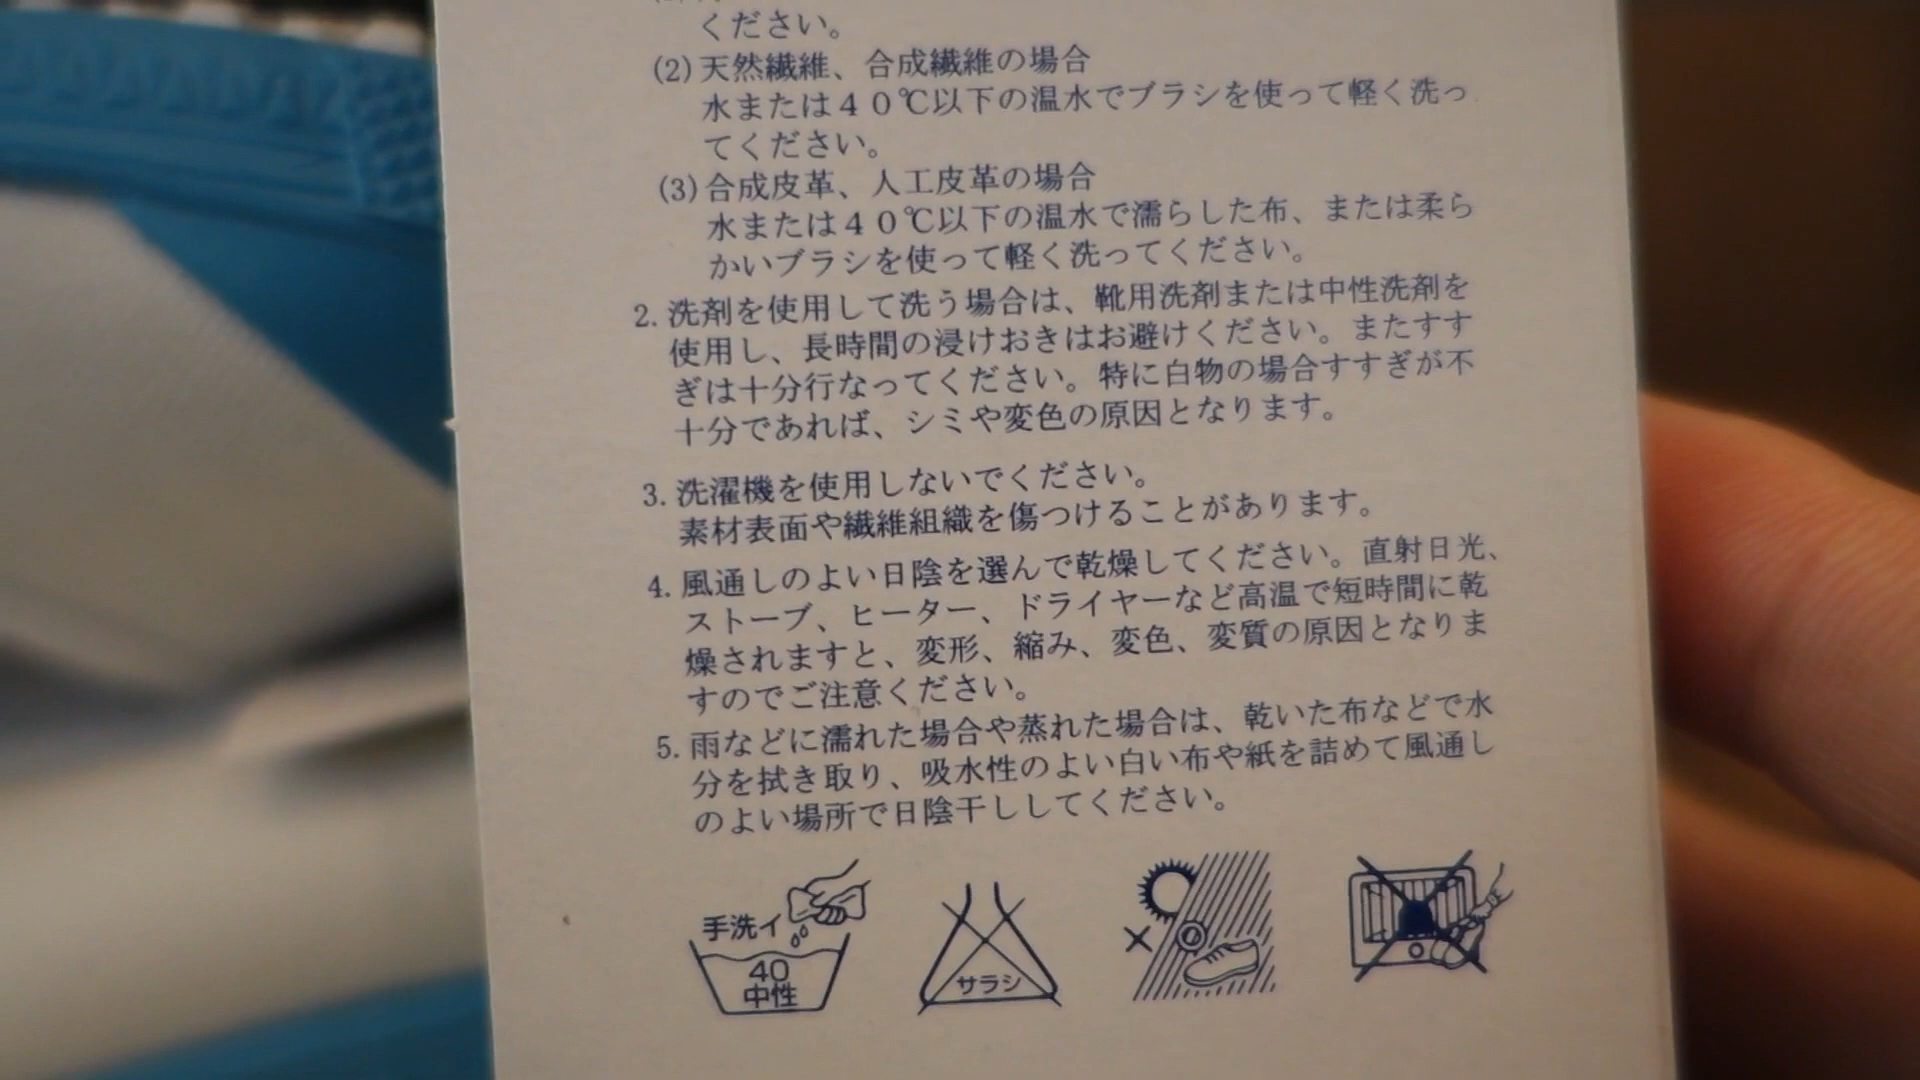 ください。
(2)天然繊維、合成繊維の場合
水または４０℃以下の温水でブラシを使って軽く洗っ
てください。
(3)合成皮革、人工皮革の場合
水または４０℃以下の温水で濡らした布、または柔ら
かいブラシを使って軽く洗ってください。
2. 洗剤を使用して洗う場合は、靴用洗剤または中性洗剤を
使用し、長時間の浸けおきはお避けください。またすす
ぎは十分行なってください。特に白物の場合すすぎが不
十分であれば、シミや変色の原因となります。
3. 洗濯機を使用しないでください。
素材表面や繊維組織を傷つけることがあります。
4. 風通しのよい日陰を選んで乾燥してください。直射日光、
ストーブ、ヒーター、ドライヤーなど高温で短時間に乾
燥されますと、変形、縮み、変色、変質の原因となりま
すのでご注意ください。
5. 雨などに濡れた場合や蒸れた場合は、乾いた布などで水
分を拭き取り、吸水性のよい白い布や紙を詰めて風通し
のよい場所で日陰干ししてください。
手洗イ
40
中性
サラシ